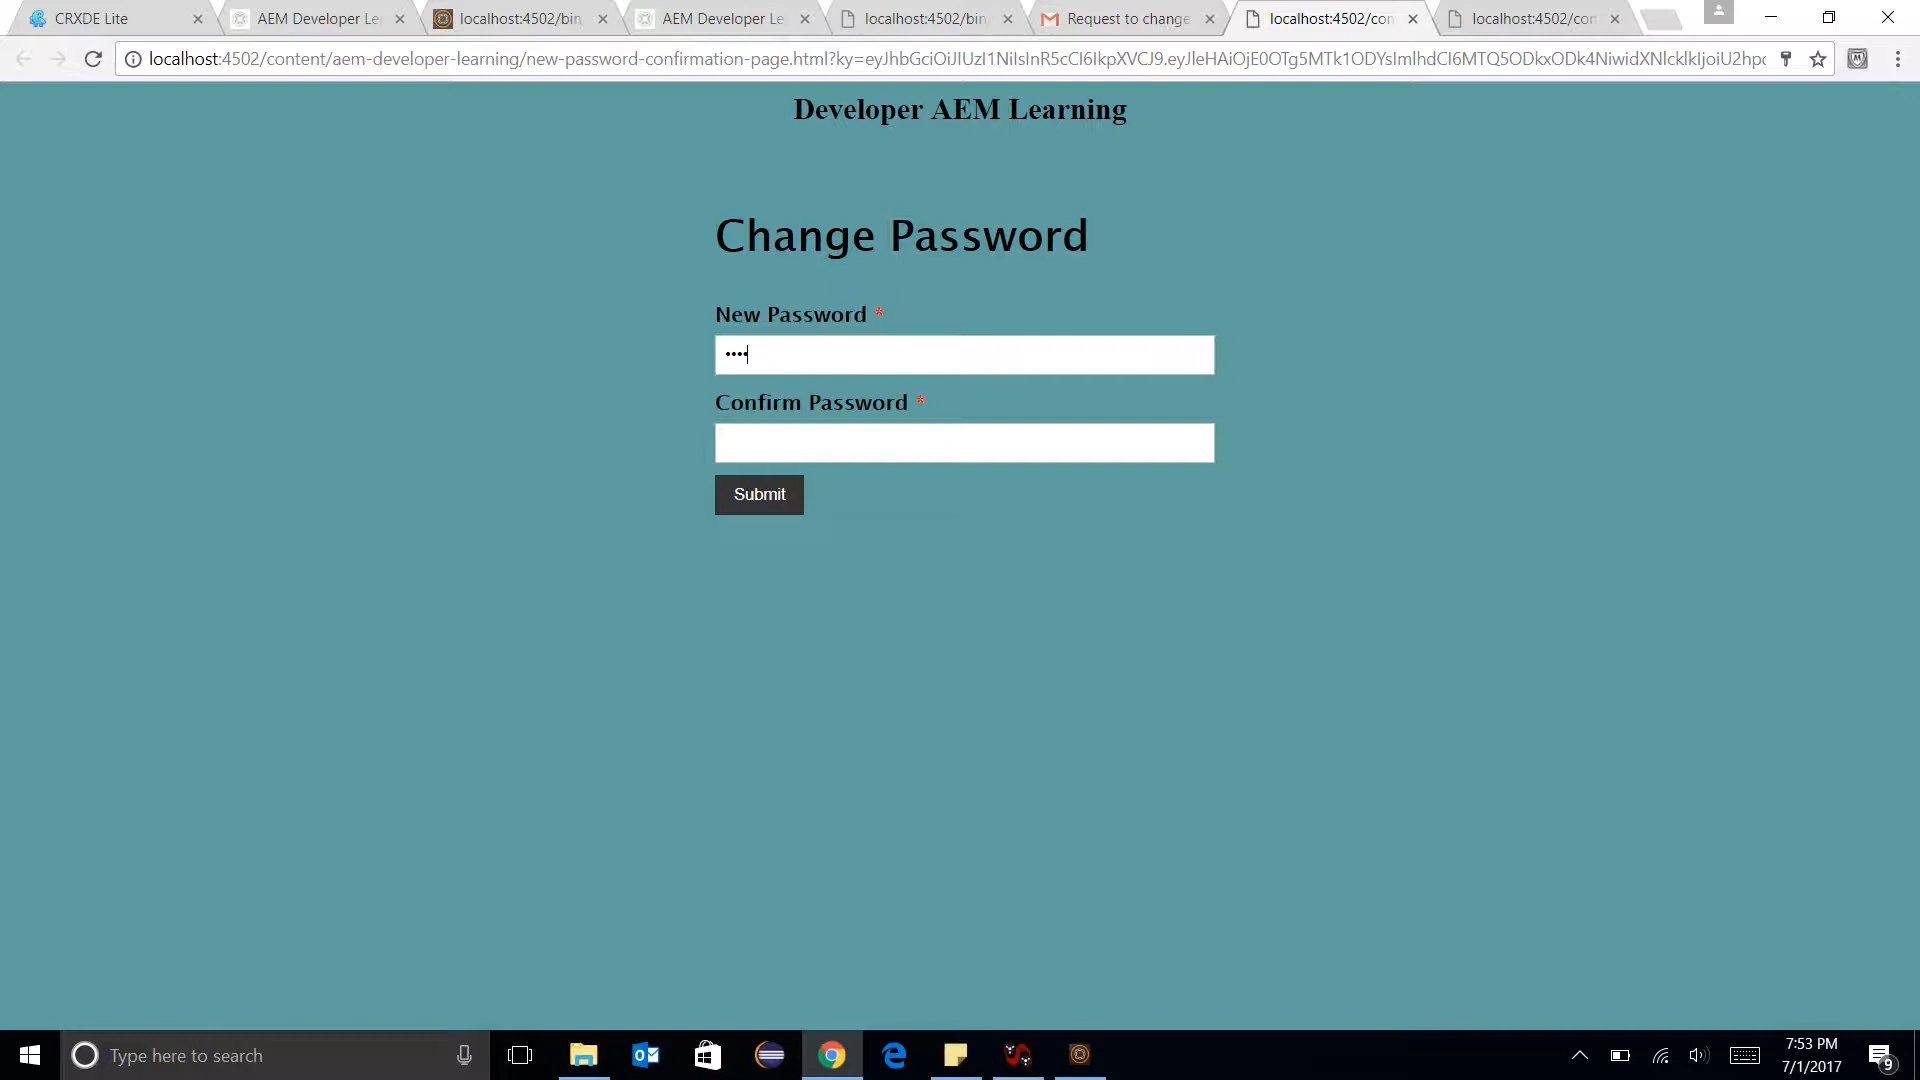 CRXDE Lite
AEM Developer Le
localhost:4502/bin
AEM Developer Le
localhost:4502/bin
Request to change
localhost:4502/con
localhost:4502/con
localhost:4502/content/aem-developer-learning/new-password-confirmation-page.html?ky=eyJhbGciOiJIUzI1NiIsInR5cCI6IkpXVCJ9.eyJleHAiOjE0OTg5MTk1ODYsImlhdCI6MTQ5ODkxODk4NiwidXNlcklkIjoiU2hpc
Developer AEM Learning
Change Password
New Password *
••••
Confirm Password *
Submit
Type here to search
7:53 PM
7/1/2017
9